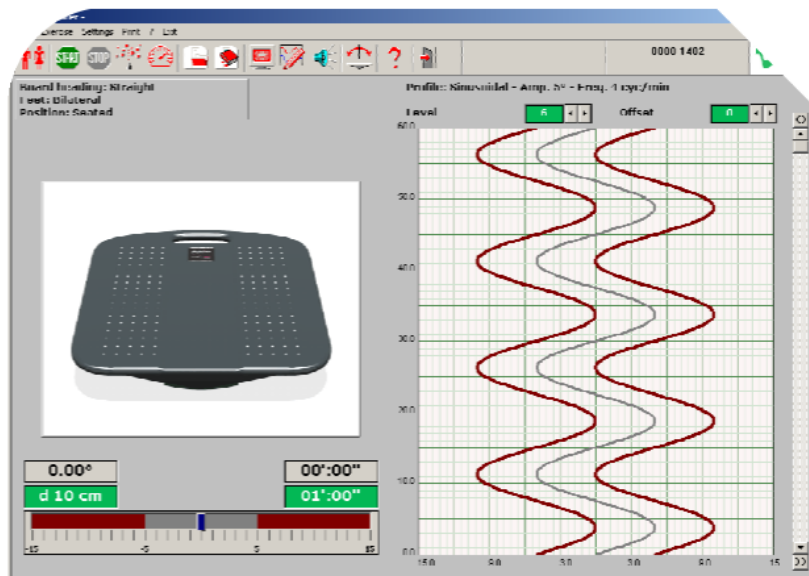 Exercise Settings Print ? Exit
START STOP ?
0000 1402
Board heading: Straight
Feet: Bilateral
Position: Seated
Profile: Sinusoidal - Amp. 5° - Freq. 4 cyc/min
Level 6 Offset 0
60.0
50.0
40.0
30.0
20.0
10.0
0.0
15.0 9.0 3.0 3.0 9.0 15
0.00° 00':00"
d 10 cm 01':00"
-15 -5 5 15